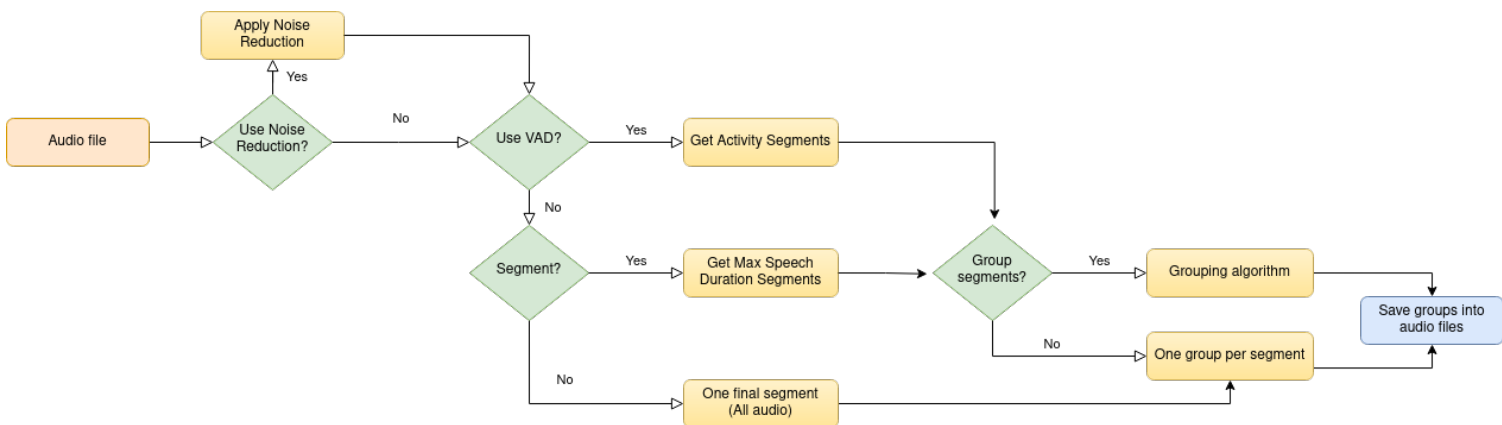 Apply Noise
Reduction
Yes
Audio file
Use Noise
Reduction?
No
Use VAD?
Yes
Get Activity Segments
No
Segment?
Yes
Get Max Speech
Duration Segments
Group
segments?
Yes
Grouping algorithm
Save groups into
audio files
No
One group per segment
No
One final segment
(All audio)